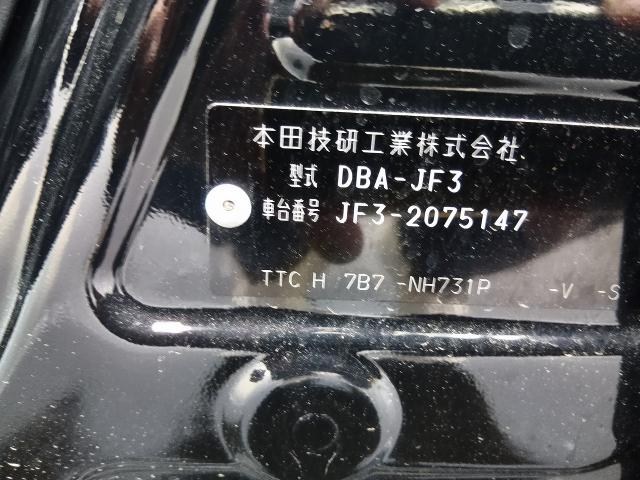 本田技研工業株式会社
型式 DBA-JF3
車台番号 JF3-2075147
TTC H 7B7 -NH731P -V -S